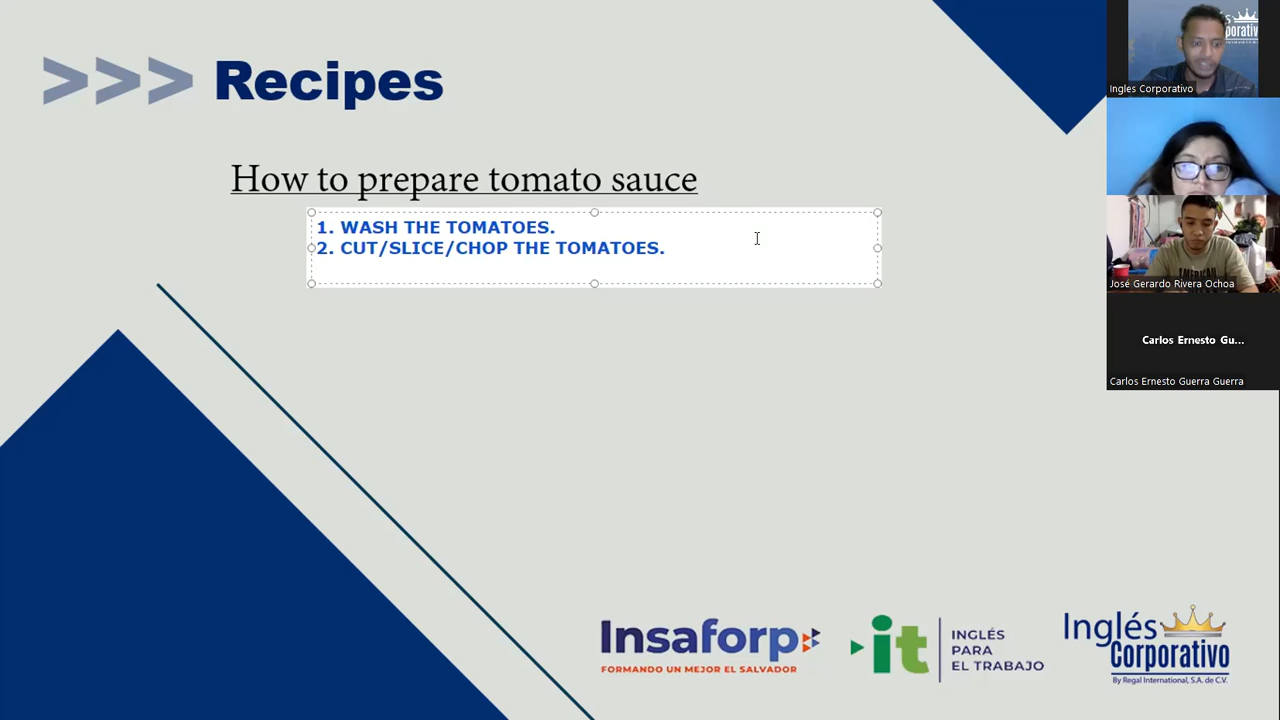 >>> Recipes
How to prepare tomato sauce
1. WASH THE TOMATOES.
2. CUT/SLICE/CHOP THE TOMATOES.
Ingles Corporativo
José Gerardo Rivera Ochoa
Carlos Ernesto Gu...
Carlos Ernesto Guerra Guerra
Insaforp
FORMANDO UN MEJOR EL SALVADOR
it
INGLÉS
PARA
EL TRABAJO
Inglés
Corporativo
By Regal International, S.A. de C.V.